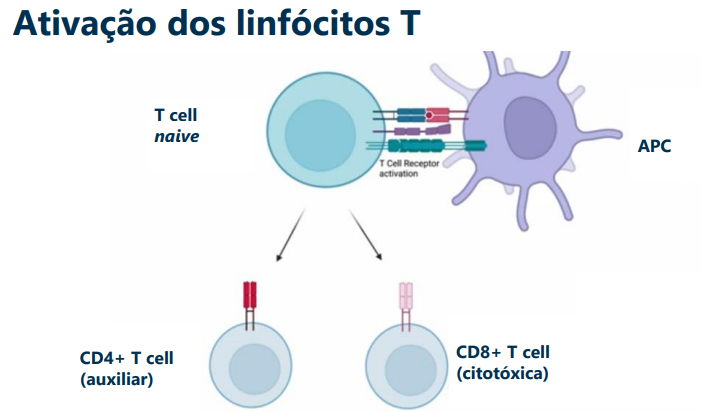 Ativação dos linfócitos T
T cell
naive
APC
T Cell Receptor
activation
CD4+ T cell
(auxiliar)
CD8+ T cell
(citotóxica)